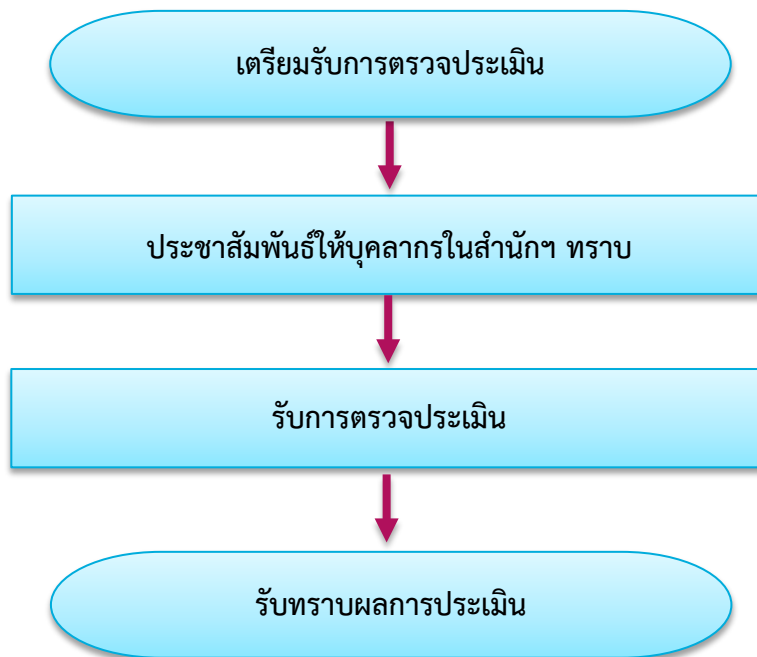 เตรียมรับการตรวจประเมิน
ประชาสัมพันธ์ให้บุคลากรในสำนักฯ ทราบ
รับการตรวจประเมิน
รับทราบผลการประเมิน